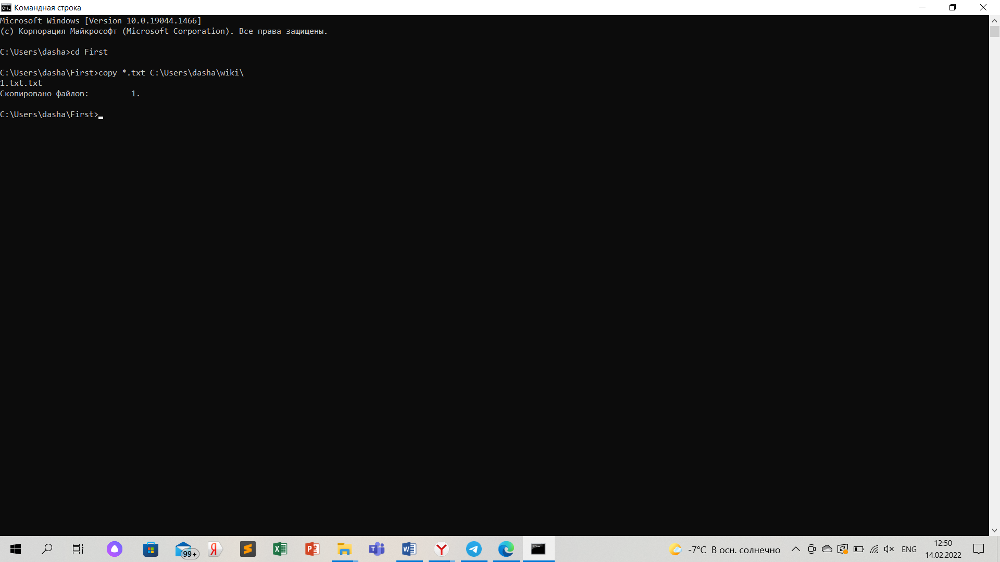 Командная строка
Microsoft Windows [Version 10.0.19044.1466]
(c) Корпорация Майкрософт (Microsoft Corporation). Все права защищены.
C:\Users\dasha>cd First
C:\Users\dasha\First>copy *.txt C:\Users\dasha\wiki\
1.txt.txt
Скопировано файлов:         1.
C:\Users\dasha\First>
99+
-7°C В осн. солнечно
ENG
12:50
14.02.2022